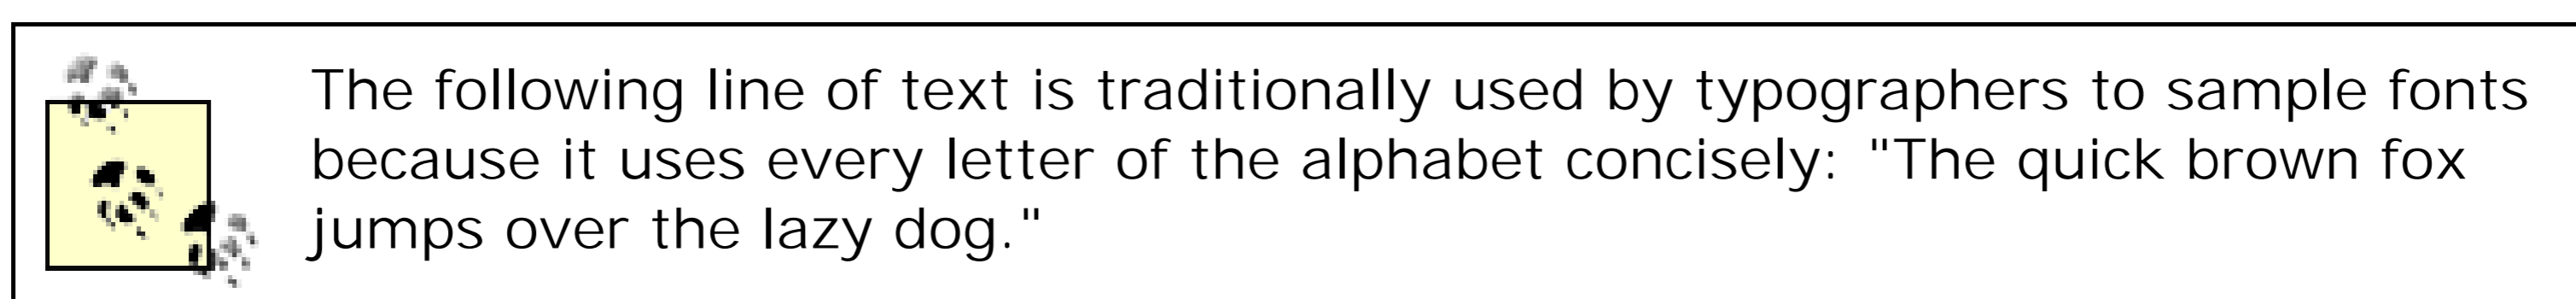 The following line of text is traditionally used by typographers to sample fonts
because it uses every letter of the alphabet concisely: "The quick brown fox
jumps over the lazy dog."